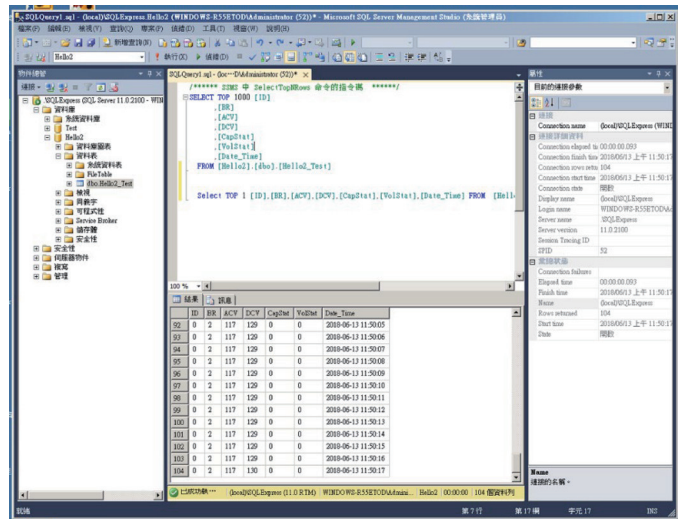 SQLQuery1.sql - (local)\SQLExpress.Hello2 (WINDOWS-R55ETOD\Administrator (52))* - Microsoft SQL Server Management Studio (系統管理員)
檔案(F) 編輯(E) 檢視(V) 查詢(Q) 專案(P) 偵錯(D) 工具(T) 視窗(W) 說明(H)
新增查詢(N)
Hello2 執行(X) 偵錯(D)
物件總管
連接
.\SQLExpress (SQL Server 11.0.2100 - WIN
資料庫
系統資料庫
Test
Hello2
資料庫圖表
資料表
系統資料表
FileTable
dbo.Hello2_Test
檢視
同義字
可程式性
Service Broker
儲存體
安全性
安全性
伺服器物件
複寫
管理
SQLQuery1.sql - (loc...D\Administrator (52))*
/****** SSMS 中 SelectTopNRows 命令的指令碼 ******/
SELECT TOP 1000 [ID]
,[BR]
,[ACV]
,[DCV]
,[CapStat]
,[VolStat]
,[Date_Time]
FROM [Hello2].[dbo].[Hello2_Test]
Select TOP 1 [ID],[BR],[ACV],[DCV],[CapStat],[VolStat],[Date_Time] FROM [Hell
100 %
結果 訊息
ID BR ACV DCV CapStat VolStat Date_Time
92 0 2 117 129 0 0 2018-06-13 11:50:05
93 0 2 117 129 0 0 2018-06-13 11:50:06
94 0 2 117 129 0 0 2018-06-13 11:50:07
95 0 2 117 129 0 0 2018-06-13 11:50:08
96 0 2 117 129 0 0 2018-06-13 11:50:09
97 0 2 117 129 0 0 2018-06-13 11:50:10
98 0 2 117 129 0 0 2018-06-13 11:50:11
99 0 2 117 129 0 0 2018-06-13 11:50:12
100 0 2 117 129 0 0 2018-06-13 11:50:13
101 0 2 117 129 0 0 2018-06-13 11:50:14
102 0 2 117 129 0 0 2018-06-13 11:50:15
103 0 2 117 129 0 0 2018-06-13 11:50:16
104 0 2 117 130 0 0 2018-06-13 11:50:17
(local)\SQLExpress (11.0 RTM) WINDOWS-R55ETOD\Admini... Hello2 00:00:00 104 個資料列
屬性
目前的連接參數
連接
Connection name (local)\SQLExpress (WIND
連接詳細資料
Connection elapsed ti 00:00:00.093
Connection finish time 2018/06/13 上午 11:50:17
Connection rows retu 104
Connection start time 2018/06/13 上午 11:50:17
Connection state 開啟
Display name (local)\SQLExpress
Login name WINDOWS-R55ETOD\A
Server name .\SQLExpress
Server version 11.0.2100
Session Tracing ID
SPID 52
彙總狀態
Connection failures
Elapsed time 00:00:00.093
Finish time 2018/06/13 上午 11:50:17
Name (local)\SQLExpress
Rows returned 104
Start time 2018/06/13 上午 11:50:17
State 開啟
Name
連接的名稱。
就緒 第 7 行 第 17 欄 字元 17 INS